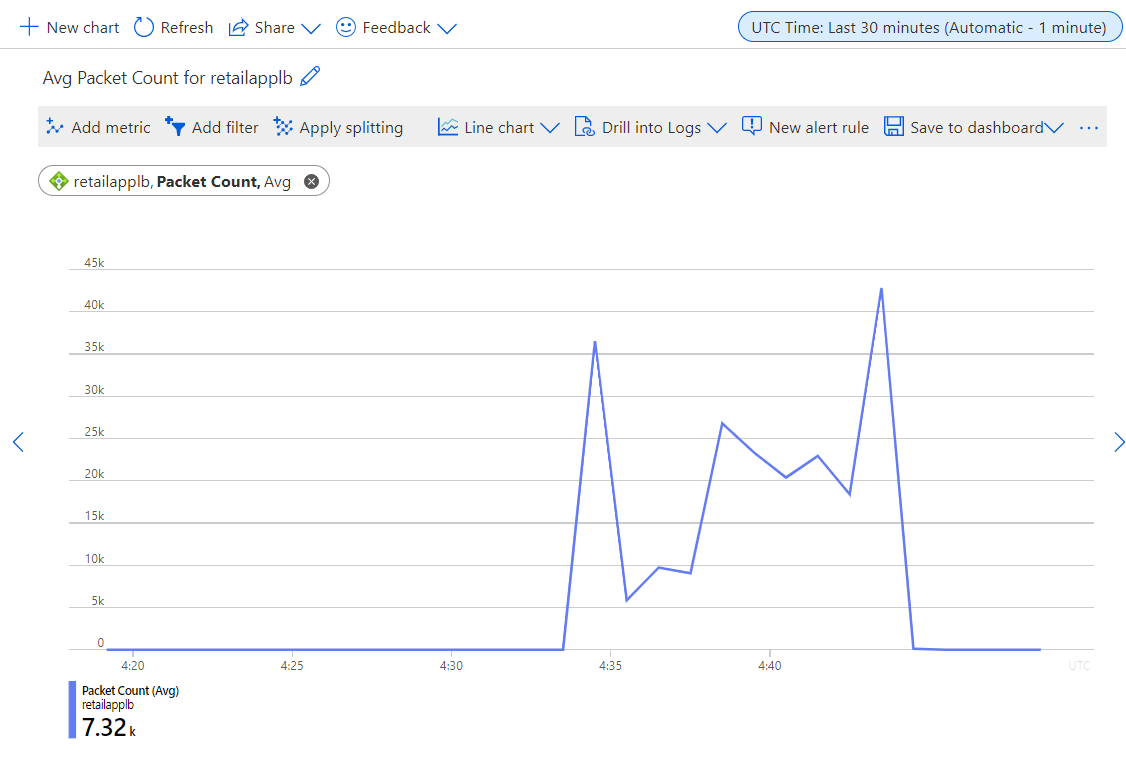 New chart Refresh Share Feedback UTC Time: Last 30 minutes (Automatic - 1 minute)
Avg Packet Count for retailapplb
Add metric Add filter Apply splitting Line chart Drill into Logs New alert rule Save to dashboard ...
retailapplb, Packet Count, Avg
45k
40k
35k
30k
25k
20k
15k
10k
5k
0
4:20 4:25 4:30 4:35 4:40 UTC
Packet Count (Avg)
retailapplb
7.32 k